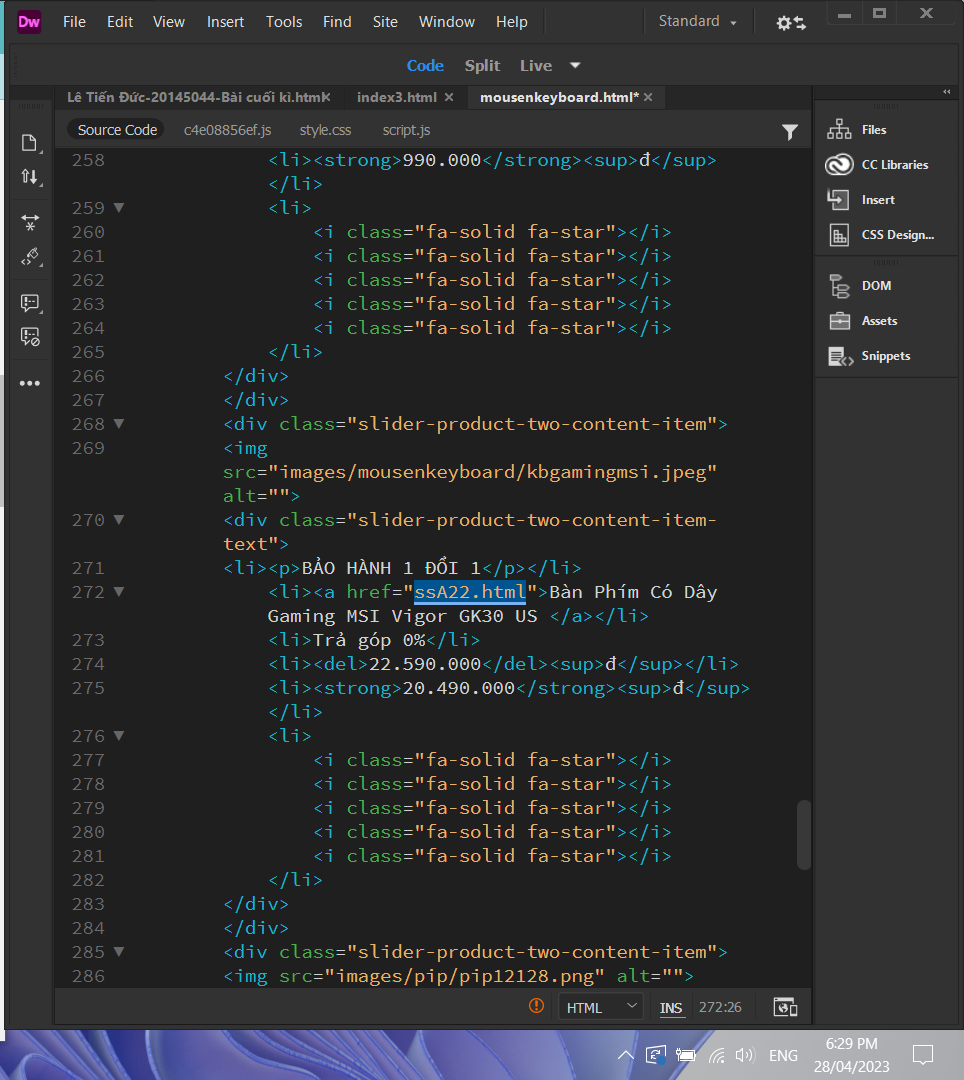 Dw File Edit View Insert Tools Find Site Window Help Standard
Code Split Live
Lê Tiến Đức-20145044-Bài cuối kì.html index3.html mousenkeyboard.html*
Source Code c4e08856ef.js style.css script.js
258 <li><strong>990.000</strong><sup>đ</sup>
</li>
259 <li>
260 <i class="fa-solid fa-star"></i>
261 <i class="fa-solid fa-star"></i>
262 <i class="fa-solid fa-star"></i>
263 <i class="fa-solid fa-star"></i>
264 <i class="fa-solid fa-star"></i>
265 </li>
266 </div>
267 </div>
268 <div class="slider-product-two-content-item">
269 <img
src="images/mousenkeyboard/kbgamingmsi.jpeg"
alt="">
270 <div class="slider-product-two-content-item-
text">
271 <li><p>BẢO HÀNH 1 ĐỔI 1</p></li>
272 <li><a href="ssA22.html">Bàn Phím Có Dây
Gaming MSI Vigor GK30 US </a></li>
273 <li>Trả góp 0%</li>
274 <li><del>22.590.000</del><sup>đ</sup></li>
275 <li><strong>20.490.000</strong><sup>đ</sup>
</li>
276 <li>
277 <i class="fa-solid fa-star"></i>
278 <i class="fa-solid fa-star"></i>
279 <i class="fa-solid fa-star"></i>
280 <i class="fa-solid fa-star"></i>
281 <i class="fa-solid fa-star"></i>
282 </li>
283 </div>
284 </div>
285 <div class="slider-product-two-content-item">
286 <img src="images/pip/pip12128.png" alt="">
HTML INS 272:26
Files
CC Libraries
Insert
CSS Design...
DOM
Assets
Snippets
ENG
6:29 PM
28/04/2023